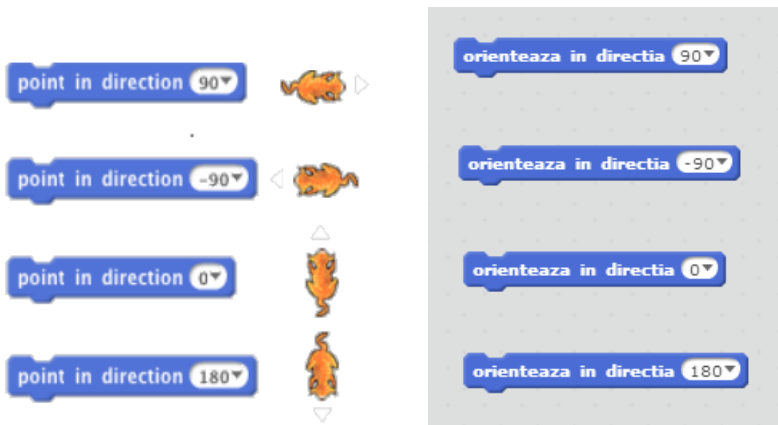 point in direction 90
orienteaza in directia 90
point in direction -90
orienteaza in directia -90
point in direction 0
orienteaza in directia 0
point in direction 180
orienteaza in directia 180